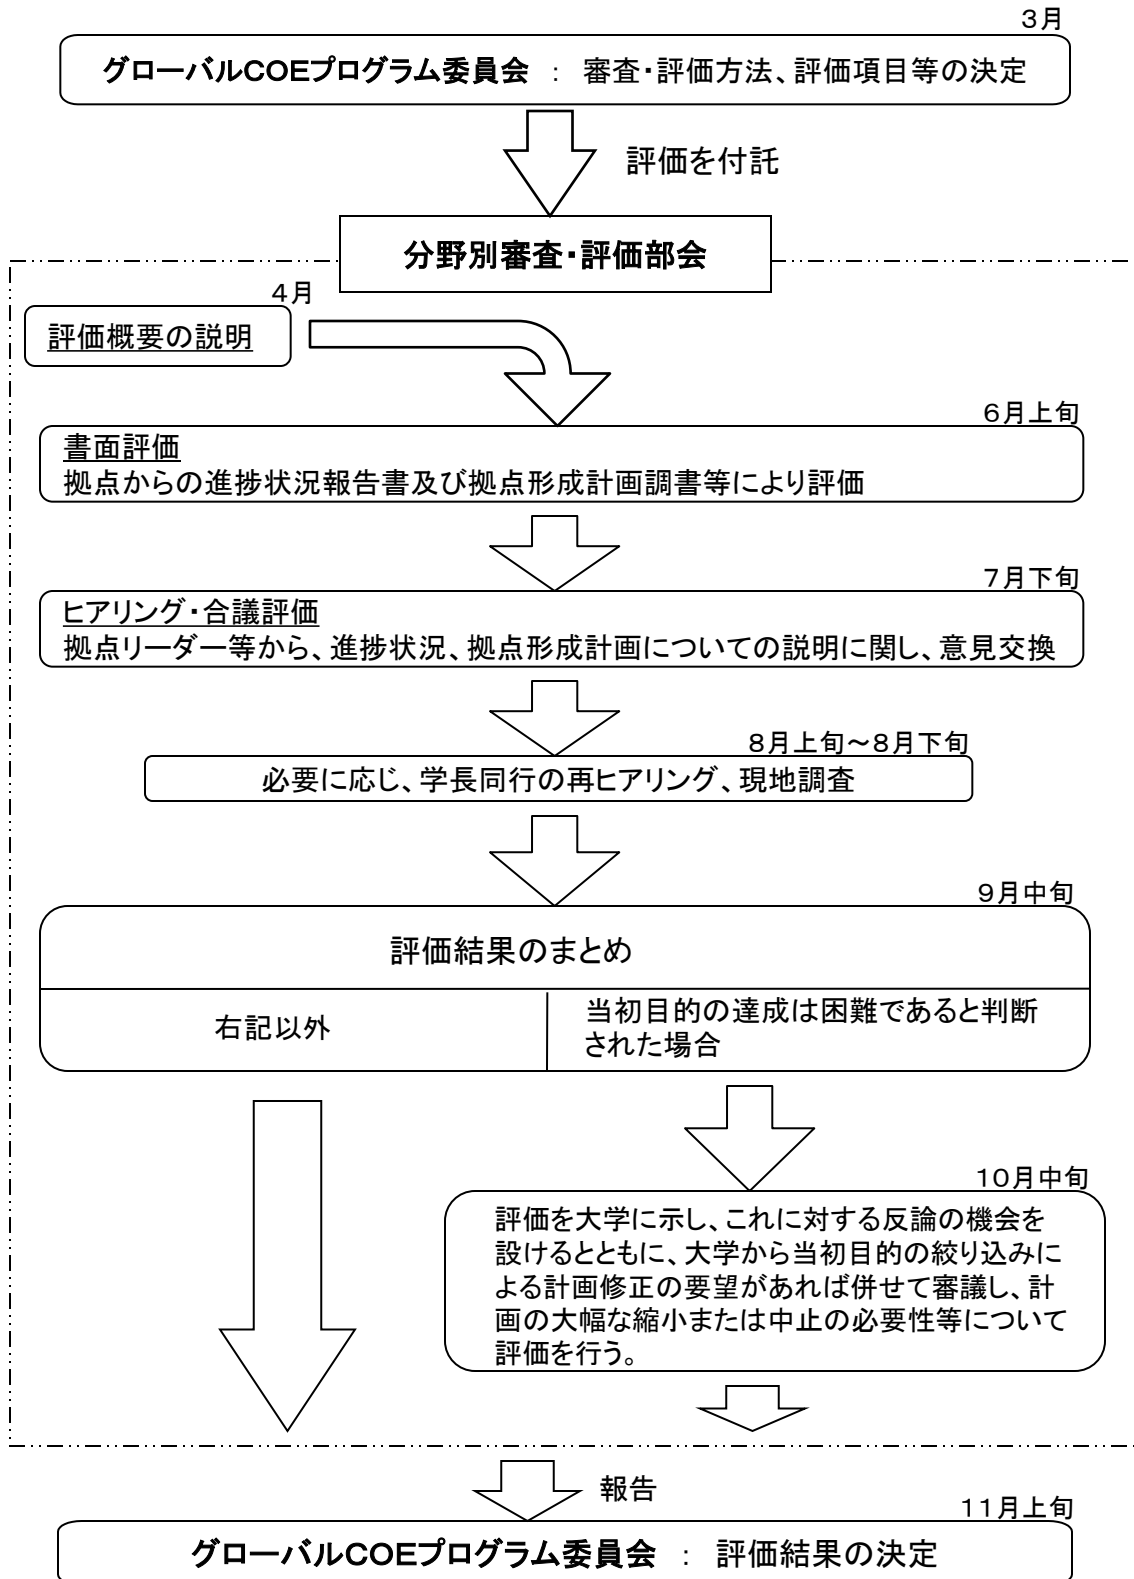 3月
グローバルCOEプログラム委員会 : 審査・評価方法、評価項目等の決定
評価を付託
分野別審査・評価部会
4月
評価概要の説明
6月上旬
書面評価
拠点からの進捗状況報告書及び拠点形成計画調書等により評価
7月下旬
ヒアリング・合議評価
拠点リーダー等から、進捗状況、拠点形成計画についての説明に関し、意見交換
8月上旬～8月下旬
必要に応じ、学長同行の再ヒアリング、現地調査
9月中旬
評価結果のまとめ
右記以外
当初目的の達成は困難であると判断
された場合
10月中旬
評価を大学に示し、これに対する反論の機会を
設けるとともに、大学から当初目的の絞り込みに
よる計画修正の要望があれば併せて審議し、計
画の大幅な縮小または中止の必要性等について
評価を行う。
報告
11月上旬
グローバルCOEプログラム委員会 : 評価結果の決定